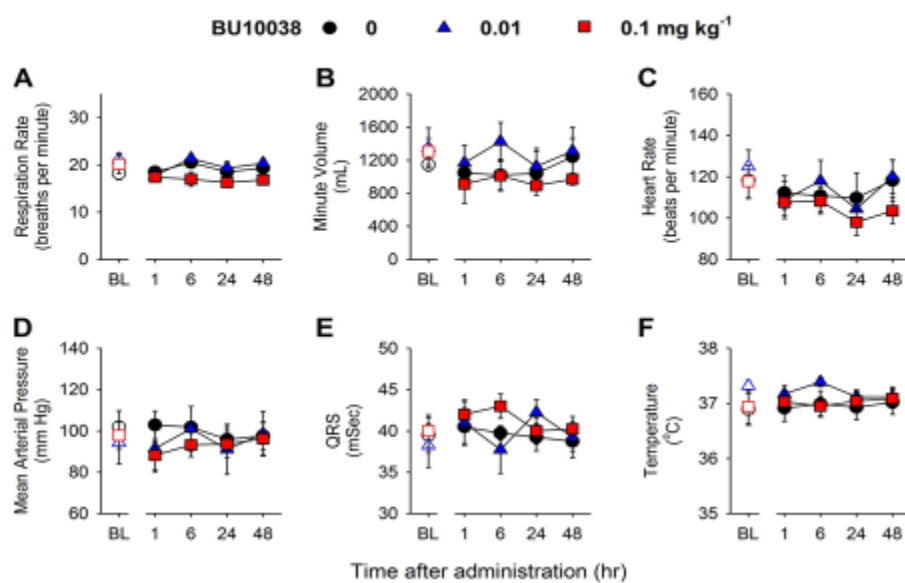 BU10038 0 0.01 0.1 mg kg⁻¹
A
Respiration Rate
(breaths per minute)
30
20
10
0
BL 1 6 24 48
B
Minute Volume
(mL)
2000
1600
1200
800
400
0
BL 1 6 24 48
C
Heart Rate
(beats per minute)
160
140
120
100
80
BL 1 6 24 48
D
Mean Arterial Pressure
(mm Hg)
140
120
100
80
60
BL 1 6 24 48
E
QRS
(mSec)
50
45
40
35
30
BL 1 6 24 48
F
Temperature
(⁰C)
38
37
36
35
BL 1 6 24 48
Time after administration (hr)